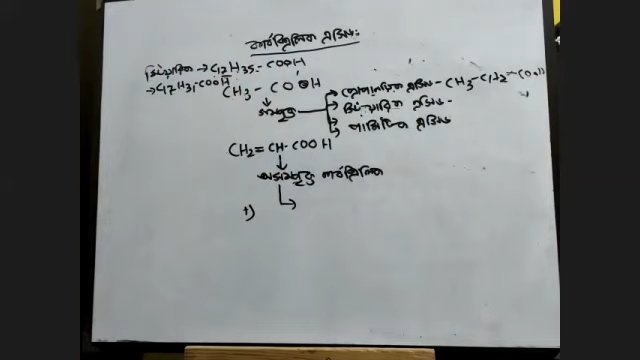 কার্বক্সিলিক এসিড:
স্টিয়ারিক → C17H35-COOH
→ C17H31-COOH
CH3 - COOH
সম্পৃক্ত
প্রোপানয়িক এসিড - CH3-CH2-COOH
স্টিয়ারিক এসিড -
পামিটিক এসিড
CH2 = CH-COOH
অসম্পৃক্ত কার্বক্সিলিক
+)